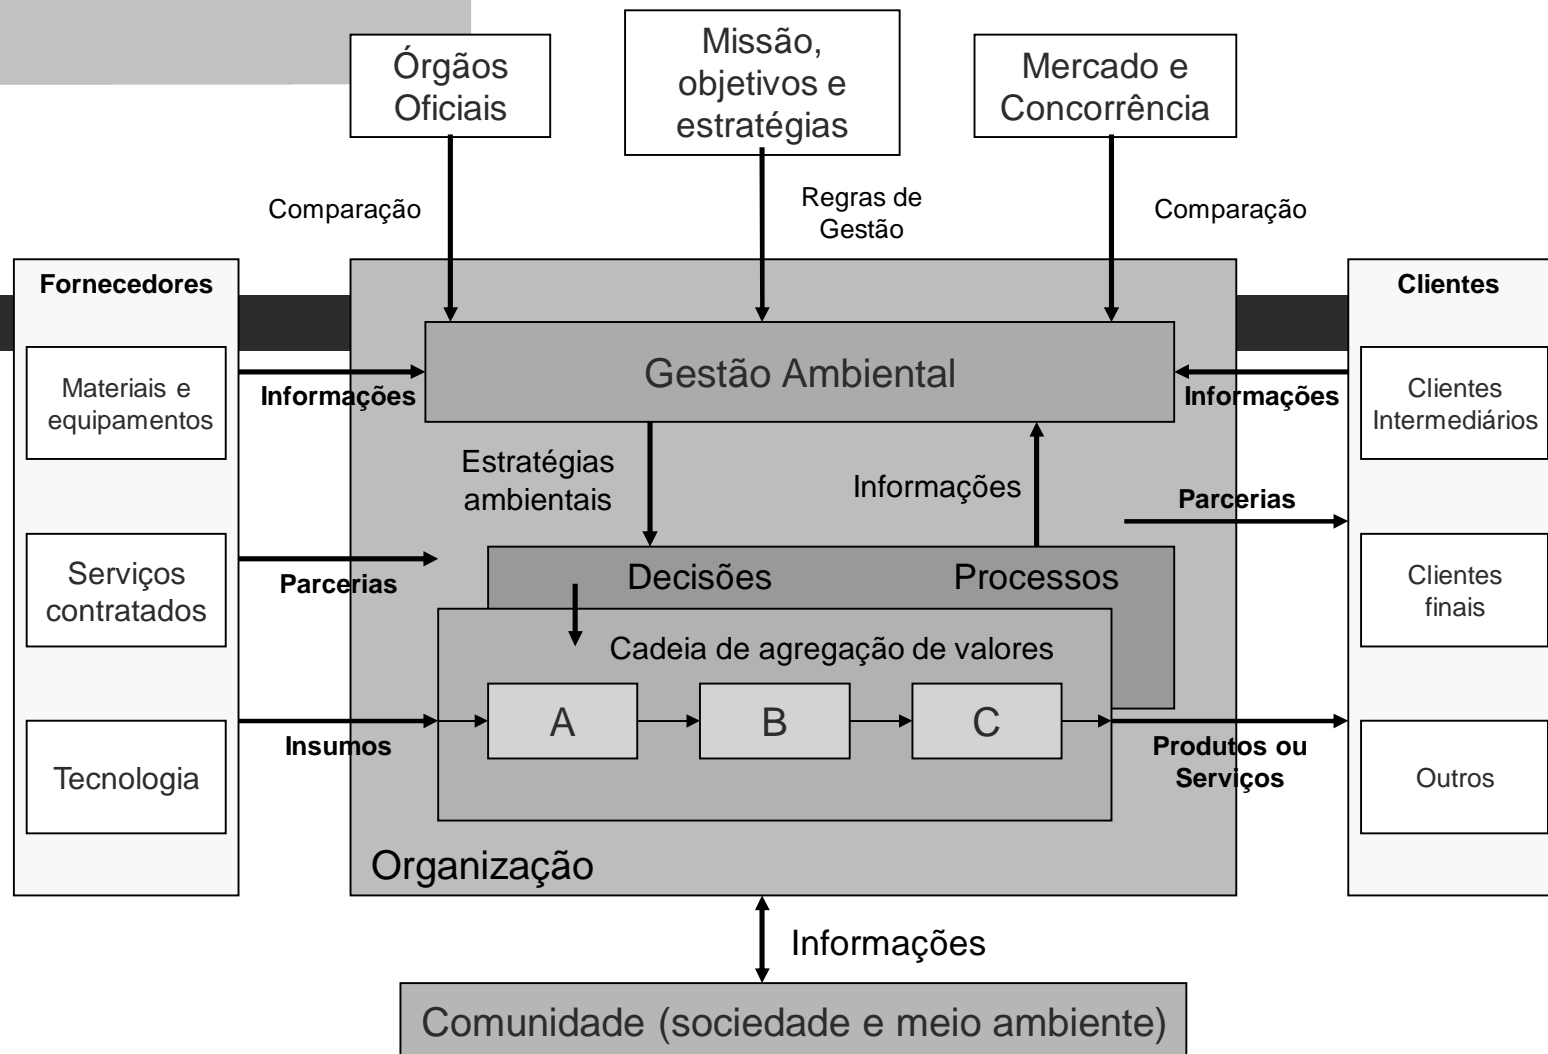 Órgãos
Oficiais
Missão,
objetivos e
estratégias
Mercado e
Concorrência
Comparação
Regras de
Gestão
Comparação
Fornecedores
Materiais e
equipamentos
Serviços
contratados
Tecnologia
Informações
Parcerias
Insumos
Gestão Ambiental
Estratégias
ambientais
Informações
Decisões
Processos
Cadeia de agregação de valores
A
B
C
Organização
Informações
Parcerias
Produtos ou
Serviços
Clientes
Clientes
Intermediários
Clientes
finais
Outros
Informações
Comunidade (sociedade e meio ambiente)